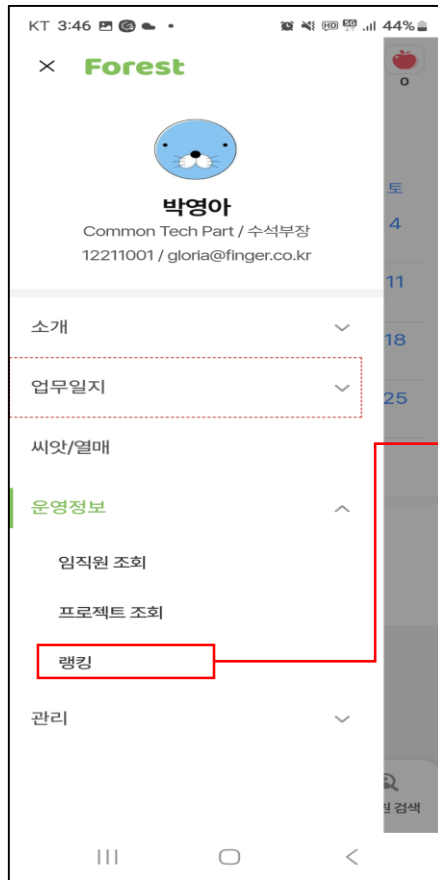 KT 3:46 HD 5G 44%
× Forest
0
박영아
Common Tech Part / 수석부장
12211001 / gloria@finger.co.kr
토
4
11
소개
18
업무일지
25
씨앗/열매
운영정보
임직원 조회
프로젝트 조회
랭킹
관리
검색